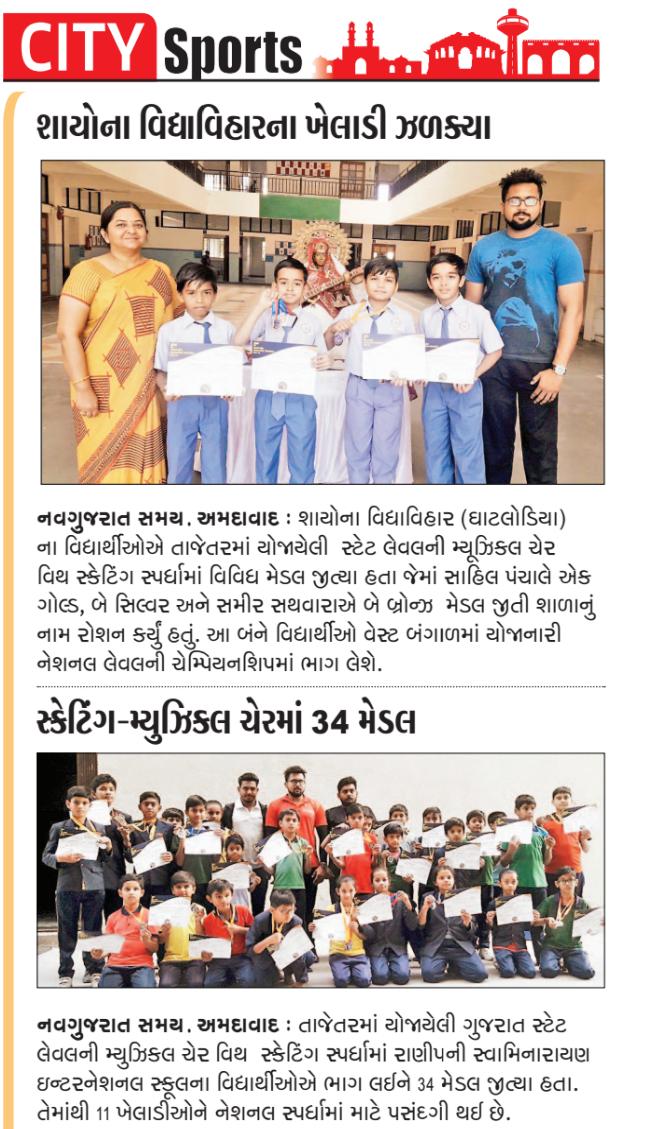 CITY Sports
શાયોના વિદ્યાવિહારના ખેલાડી ઝળક્યા
નવગુજરાત સમય. અમદાવાદ : શાયોના વિદ્યાવિહાર (ઘાટલોડિયા)
ના વિદ્યાર્થીઓએ તાજેતરમાં યોજાયેલી સ્ટેટ લેવલની મ્યૂઝિકલ ચેર
વિથ સ્કેટિંગ સ્પર્ધામાં વિવિધ મેડલ જીત્યા હતા જેમાં સાહિલ પંચાલે એક
ગોલ્ડ, બે સિલ્વર અને સમીર સથવારાએ બે બ્રોન્ઝ મેડલ જીતી શાળાનું
નામ રોશન કર્યું હતું. આ બંને વિદ્યાર્થીઓ વેસ્ટ બંગાળમાં યોજાનારી
નેશનલ લેવલની ચેમ્પિયનશિપમાં ભાગ લેશે.
સ્કેટિંગ-મ્યુઝિકલ ચેરમાં 34 મેડલ
નવગુજરાત સમય. અમદાવાદ : તાજેતરમાં યોજાયેલી ગુજરાત સ્ટેટ
લેવલની મ્યુઝિકલ ચેર વિથ સ્કેટિંગ સ્પર્ધામાં રાણીપની સ્વામિનારાયણ
ઇન્ટરનેશનલ સ્કૂલના વિદ્યાર્થીઓએ ભાગ લઈને 34 મેડલ જીત્યા હતા.
તેમાંથી 11 ખેલાડીઓને નેશનલ સ્પર્ધામાં માટે પસંદગી થઈ છે.